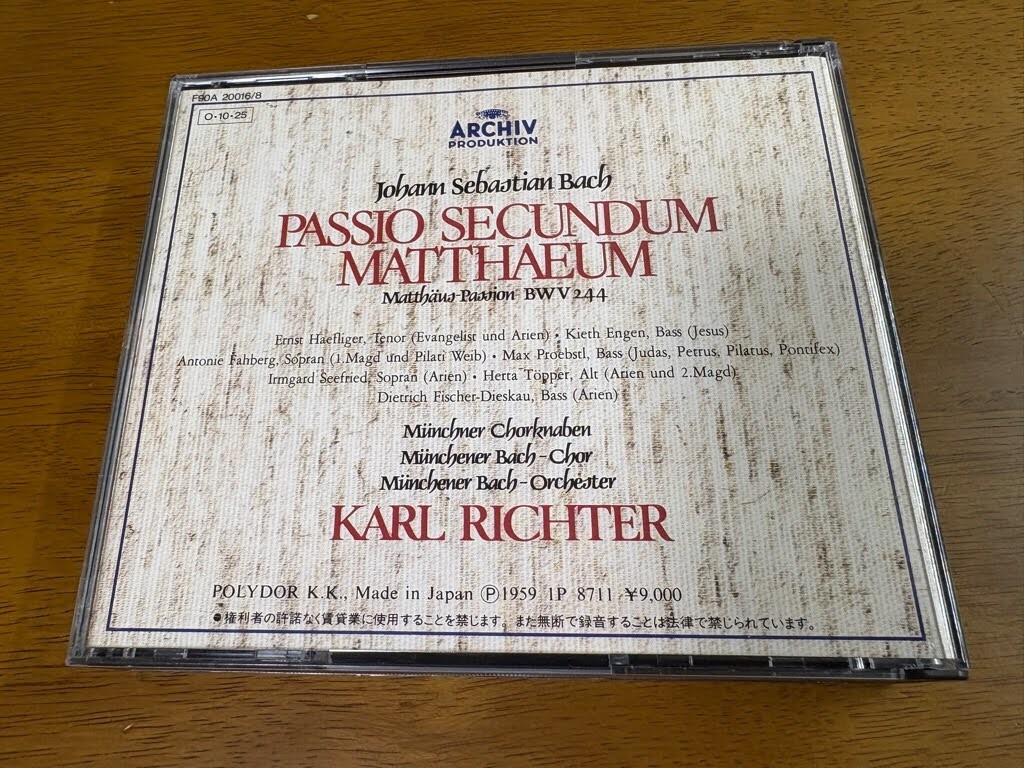 F90A 20016/8
O·10·25
ARCHIV
PRODUKTION
Johann Sebastian Bach
PASSIO SECUNDUM
MATTHAEUM
Matthäus-Passion BWV 244
Ernst Haefliger, Tenor (Evangelist und Arien) • Kieth Engen, Bass (Jesus)
Antonie Fahberg, Sopran (1.Magd und Pilati Weib) • Max Proebstl, Bass (Judas, Petrus, Pilatus, Pontifex)
Irmgard Seefried, Sopran (Arien) • Herta Töpper, Alt (Arien und 2.Magd)
Dietrich Fischer-Dieskau, Bass (Arien)
Münchner Chorknaben
Münchener Bach-Chor
Münchener Bach-Orchester
KARL RICHTER
POLYDOR K.K., Made in Japan Ⓟ1959 1P 8711 ¥9,000
●権利者の許諾なく賃貸業に使用することを禁じます。また無断で録音することは法律で禁じられています。